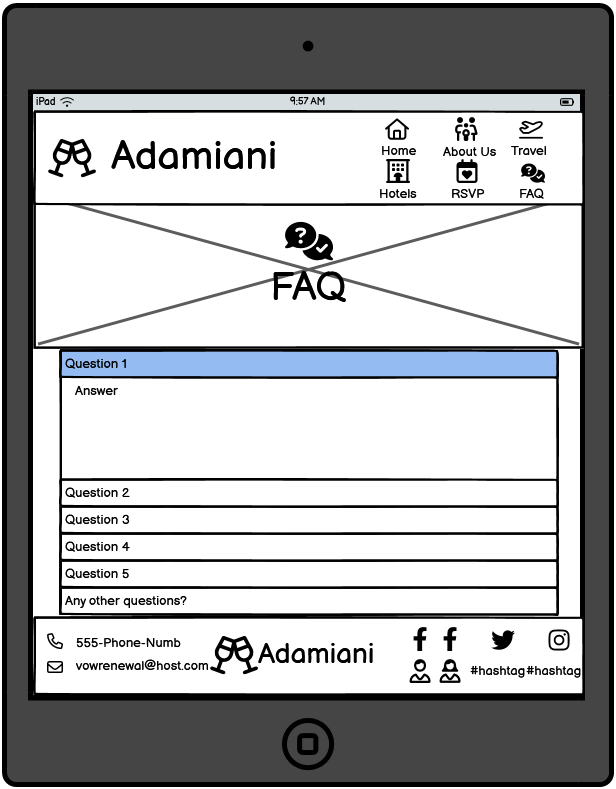 iPad 9:57 AM
Adamiani
Home About Us Travel
Hotels RSVP FAQ
FAQ
Question 1
Answer
Question 2
Question 3
Question 4
Question 5
Any other questions?
555-Phone-Numb
vowrenewal@host.com
Adamiani
#hashtag #hashtag